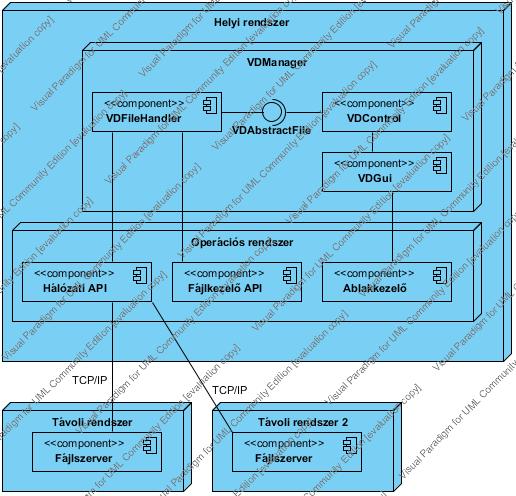 Helyi rendszer
VDManager
<<component>>
VDFileHandler
VDAbstractFile
<<component>>
VDControl
<<component>>
VDGui
Operációs rendszer
<<component>>
Hálózati API
<<component>>
Fájlkezelő API
<<component>>
Ablakkezelő
TCP/IP
TCP/IP
Távoli rendszer
<<component>>
Fájlszerver
Távoli rendszer 2
<<component>>
Fájlszerver
Visual Paradigm for UML Community Edition [evaluation copy]